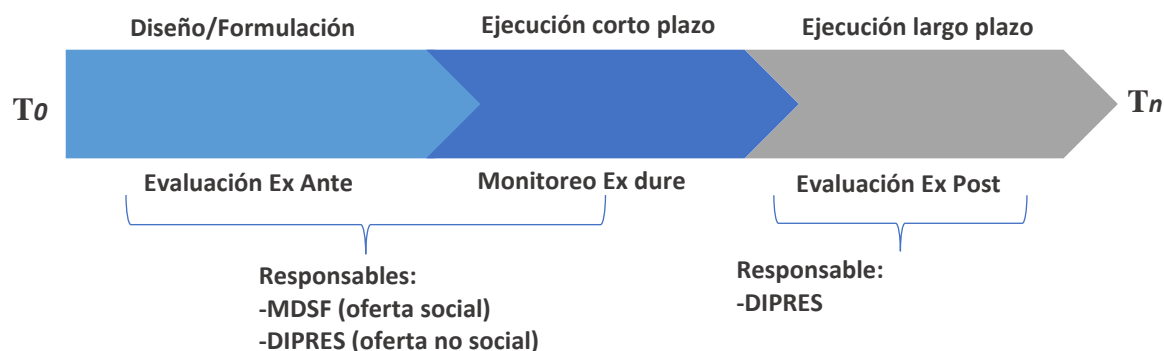 Diseño/Formulación
Ejecución corto plazo
Ejecución largo plazo
T0
Tn
Evaluación Ex Ante
Monitoreo Ex dure
Evaluación Ex Post
Responsables:
-MDSF (oferta social)
-DIPRES (oferta no social)
Responsable:
-DIPRES